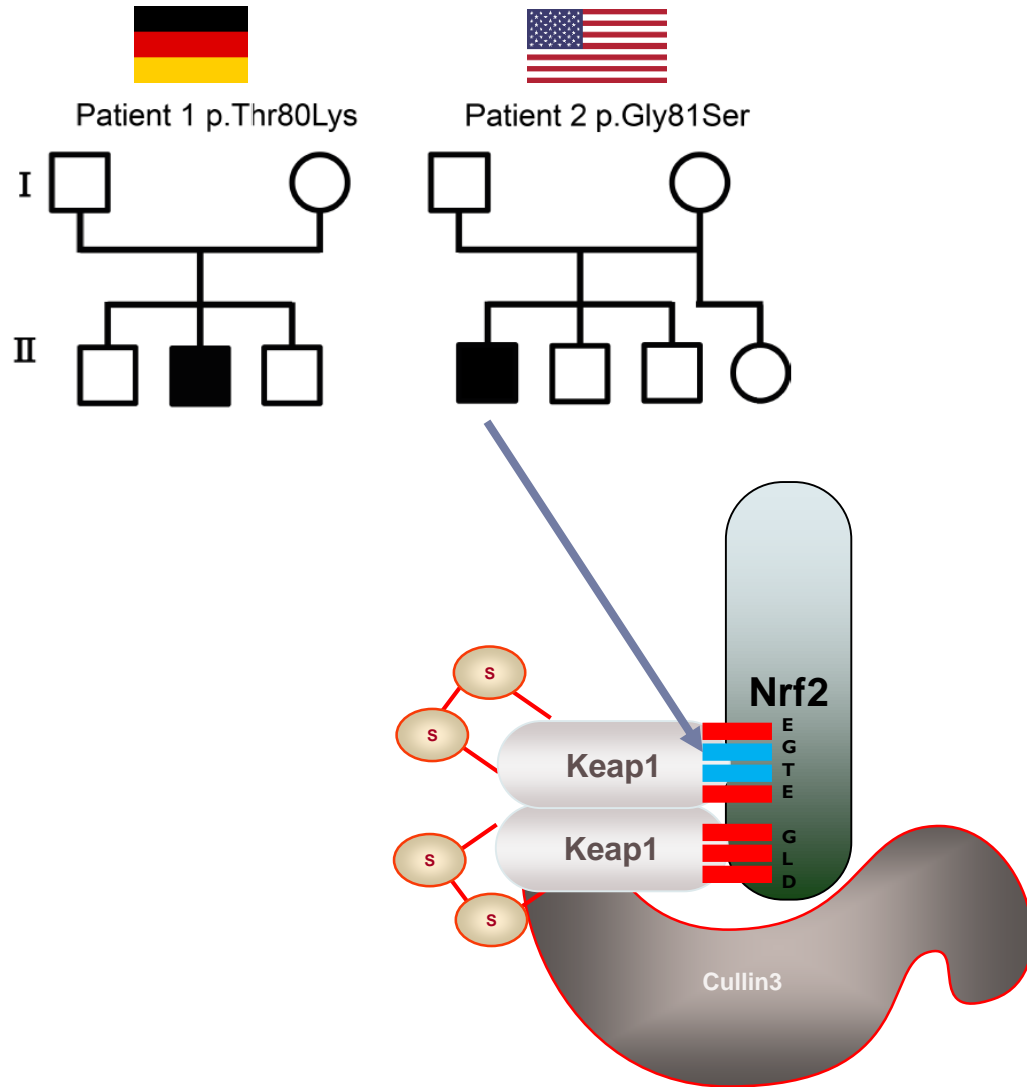 Patient 1 p.Thr80Lys
Patient 2 p.Gly81Ser
I
II
Nrf2
S
S
Keap1
E
G
T
E
S
S
Keap1
G
L
D
Cullin3